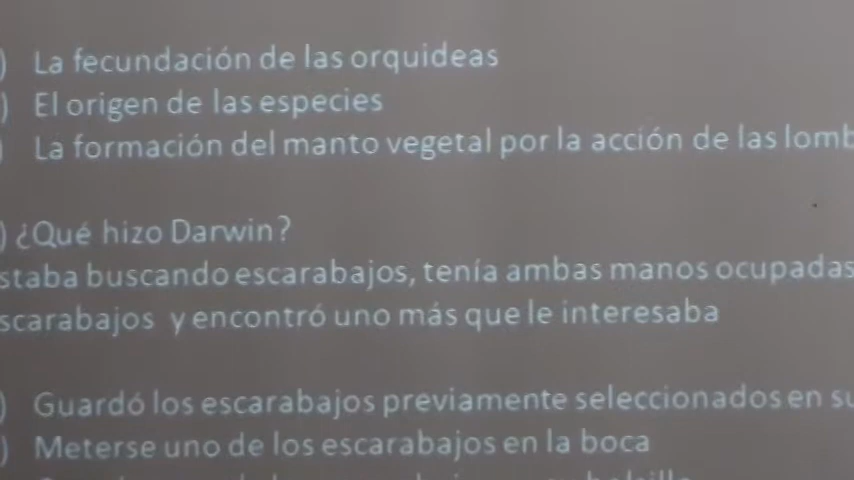 ) La fecundación de las orquideas
) El origen de las especies
) La formación del manto vegetal por la acción de las lomb
) ¿Qué hizo Darwin?
staba buscando escarabajos, tenía ambas manos ocupadas
scarabajos y encontró uno más que le interesaba
) Guardó los escarabajos previamente seleccionados en su
) Meterse uno de los escarabajos en la boca